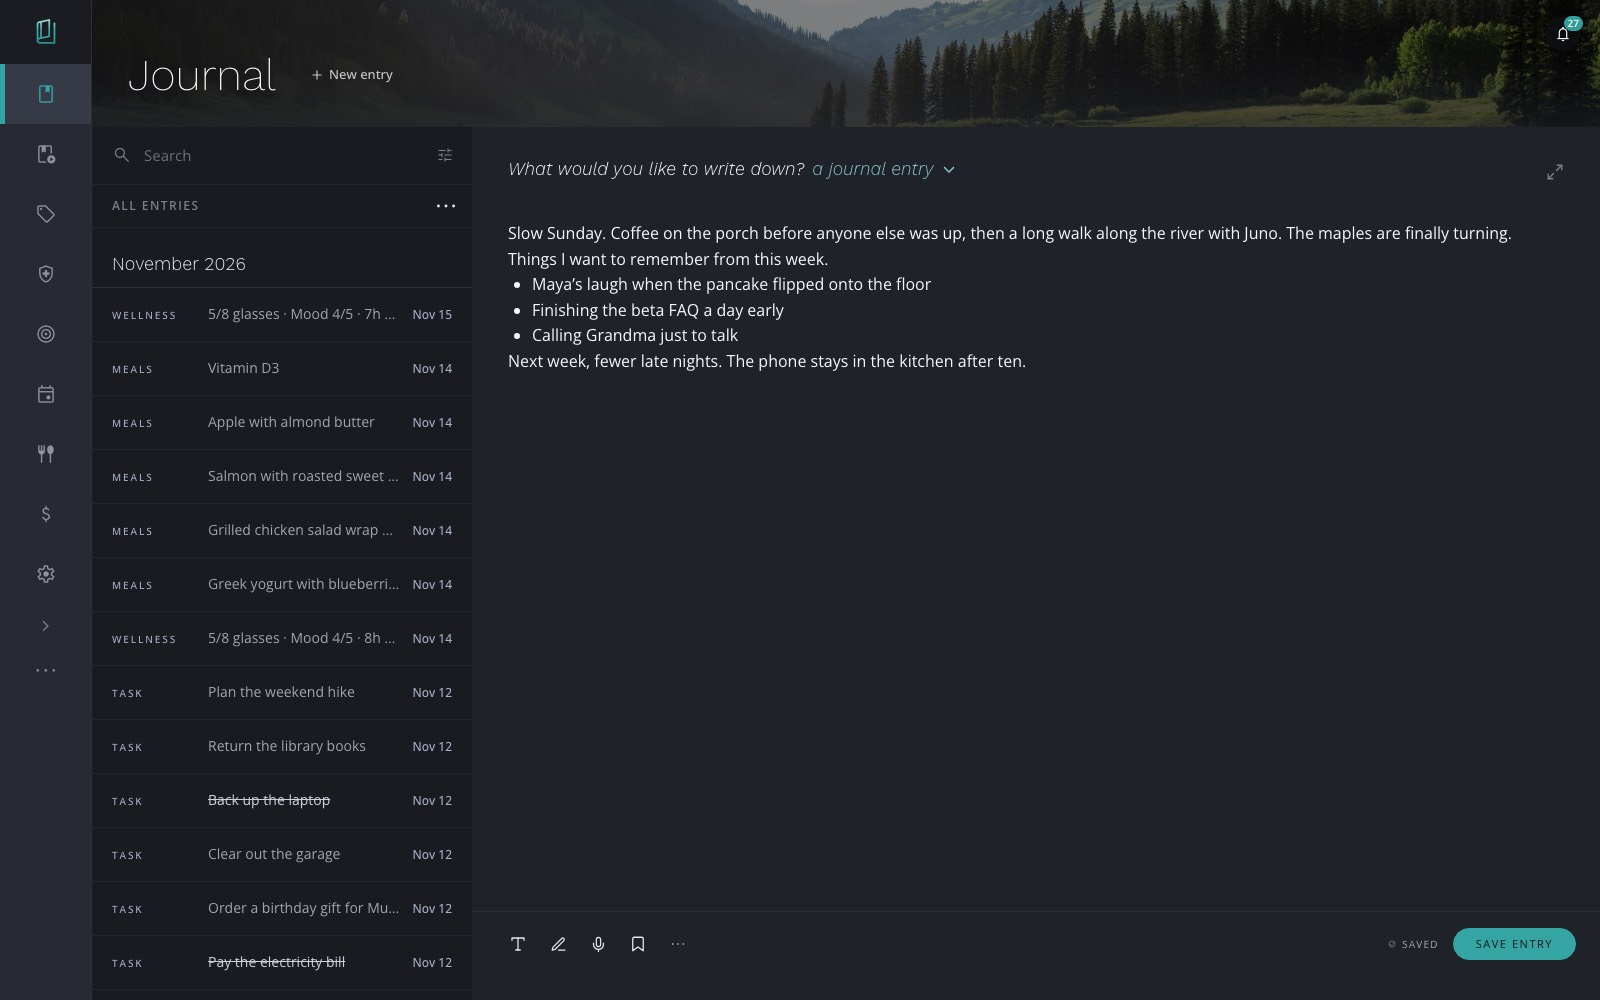 Journal
+ New entry
27
Search
ALL ENTRIES
November 2026
WELLNESS 5/8 glasses · Mood 4/5 · 7h ... Nov 15
MEALS Vitamin D3 Nov 14
MEALS Apple with almond butter Nov 14
MEALS Salmon with roasted sweet ... Nov 14
MEALS Grilled chicken salad wrap ... Nov 14
MEALS Greek yogurt with blueberri... Nov 14
WELLNESS 5/8 glasses · Mood 4/5 · 8h ... Nov 14
TASK Plan the weekend hike Nov 12
TASK Return the library books Nov 12
TASK Back up the laptop Nov 12
TASK Clear out the garage Nov 12
TASK Order a birthday gift for Mu... Nov 12
TASK Pay the electricity bill Nov 12
What would you like to write down? a journal entry
Slow Sunday. Coffee on the porch before anyone else was up, then a long walk along the river with Juno. The maples are finally turning.
Things I want to remember from this week.
• Maya’s laugh when the pancake flipped onto the floor
• Finishing the beta FAQ a day early
• Calling Grandma just to talk
Next week, fewer late nights. The phone stays in the kitchen after ten.
SAVED
SAVE ENTRY